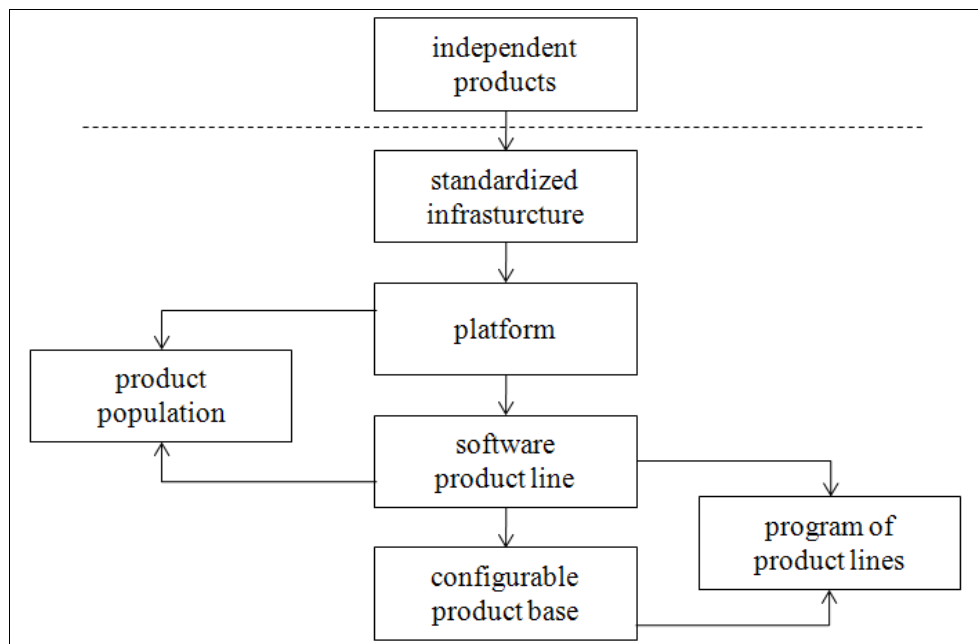 independent
products
standardized
infrasturcture
platform
product
population
software
product line
program of
product lines
configurable
product base